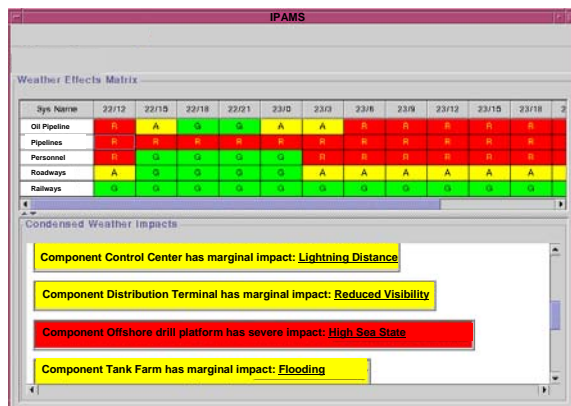 IPAMS
Weather Effects Matrix
Sys Name 22/12 22/15 22/18 22/21 23/0 23/3 23/6 23/9 23/12 23/15 23/18 2
Oil Pipeline R A G G A A R R R R R
Pipelines R R R R R R R R R R R
Personnel R G G G G R R R R R R
Roadways A G G G G A A A A A A
Railways G G G G G G G G G G G
Condensed Weather Impacts
Component Control Center has marginal impact: Lightning Distance
Component Distribution Terminal has marginal impact: Reduced Visibility
Component Offshore drill platform has severe impact: High Sea State
Component Tank Farm has marginal impact: Flooding